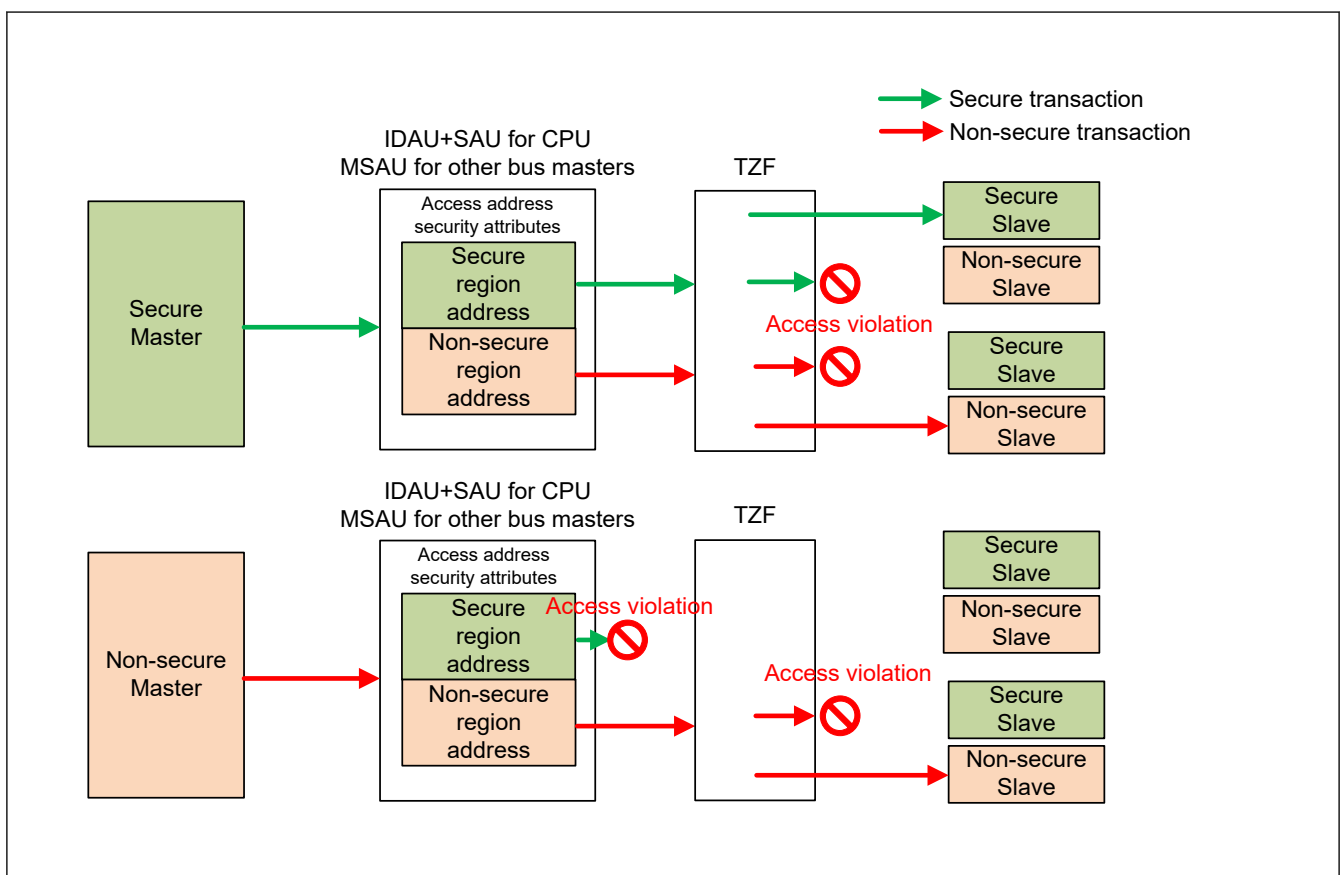 Secure transaction
Non-secure transaction
IDAU+SAU for CPU
MSAU for other bus masters
TZF
Access address
security attributes
Secure
region
address
Non-secure
region
address
Secure
Master
Access violation
Secure
Slave
Non-secure
Slave
Secure
Slave
Non-secure
Slave
IDAU+SAU for CPU
MSAU for other bus masters
TZF
Access address
security attributes
Secure
region
address
Non-secure
region
address
Access violation
Non-secure
Master
Access violation
Secure
Slave
Non-secure
Slave
Secure
Slave
Non-secure
Slave